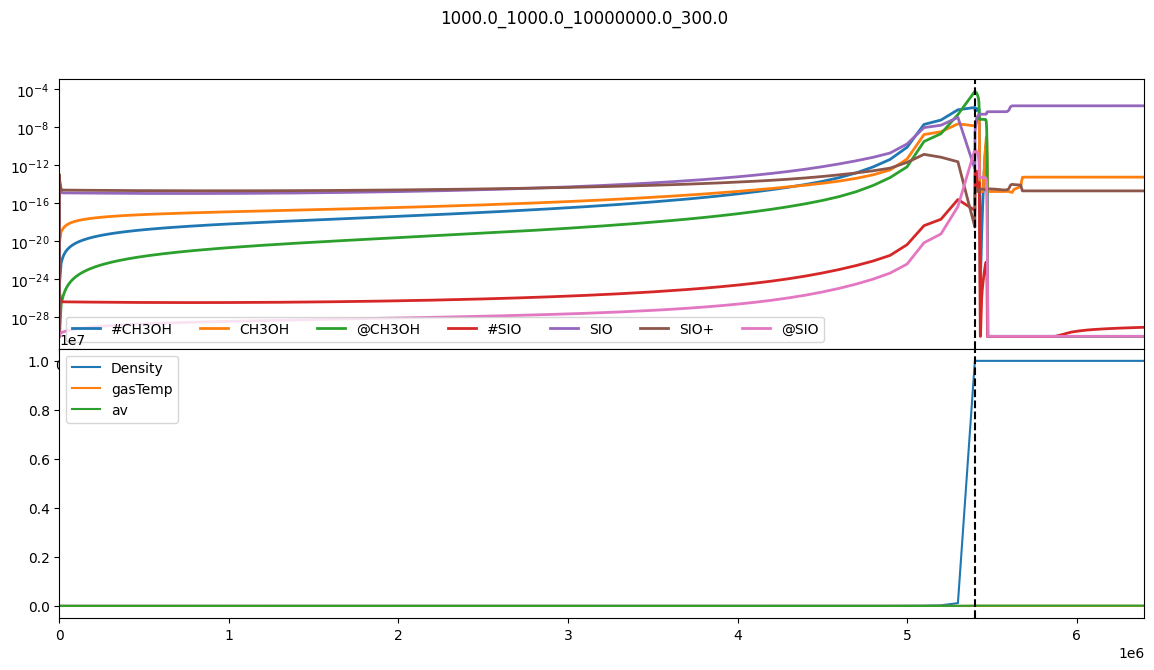 1000.0_1000.0_10000000.0_300.0
10⁻⁴
10⁻⁸
10⁻¹²
10⁻¹⁶
10⁻²⁰
10⁻²⁴
10⁻²⁸
#CH3OH CH3OH @CH3OH #SIO SIO SIO+ @SIO
1e7
Density
gasTemp
av
1.0
0.8
0.6
0.4
0.2
0.0
0 1 2 3 4 5 6
1e6